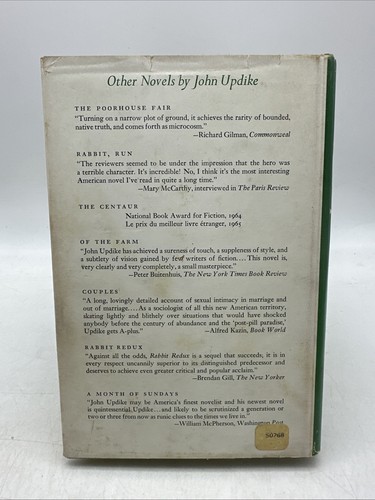 Other Novels by John Updike
THE POORHOUSE FAIR
"Turning on a narrow plot of ground, it achieves the rarity of bounded,
native truth, and comes forth as microcosm."
—Richard Gilman, Commonweal
RABBIT, RUN
"The reviewers seemed to be under the impression that the hero was
a terrible character. It's incredible! No, I think it's the most interesting
American novel I've read in quite a long time."
—Mary McCarthy, interviewed in The Paris Review
THE CENTAUR
National Book Award for Fiction, 1964
Le prix du meilleur livre étranger, 1965
OF THE FARM
"John Updike has achieved a sureness of touch, a suppleness of style, and
a subtlety of vision gained by few writers of fiction.... This novel is,
very clearly and very completely, a small masterpiece."
—Peter Buitenhuis, The New York Times Book Review
COUPLES
"A long, lovingly detailed account of sexual intimacy in marriage and
out of marriage.... As a sociologist of all this new American territory,
skating lightly and blithely over situations that would have shocked
anybody before the century of abundance and the 'post-pill paradise,'
Updike gets A-plus."
—Alfred Kazin, Book World
RABBIT REDUX
"Against all the odds, Rabbit Redux is a sequel that succeeds; it is in
every respect uncannily superior to its distinguished predecessor and
deserves to achieve even greater critical and popular acclaim."
—Brendan Gill, The New Yorker
A MONTH OF SUNDAYS
"John Updike may be America's finest novelist and his newest novel
is quintessential Updike... and likely to be scrutinized a generation or
two or three from now as runic clues to the times we live in."
—William McPherson, Washington Post
50768